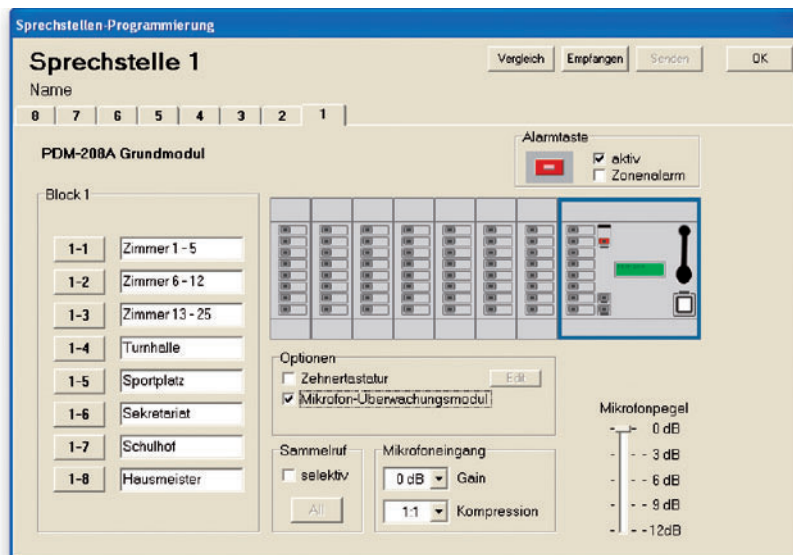 Sprechstellen-Programmierung
Sprechstelle 1
Vergleich Empfangen Senden OK
Name
8 7 6 5 4 3 2 1
PDM-208A Grundmodul
Alarmtaste
aktiv
Zonenalarm
Block 1
1-1 Zimmer 1 - 5
1-2 Zimmer 6 - 12
1-3 Zimmer 13 - 25
1-4 Turnhalle
1-5 Sportplatz
1-6 Sekretariat
1-7 Schulhof
1-8 Hausmeister
Optionen
Zehnertastatur Edit
Mikrofon-Überwachungsmodul
Sammelruf
selektiv
All
Mikrofoneingang
0 dB Gain
1:1 Kompression
Mikrofonpegel
- 0 dB
- - 3 dB
- - 6 dB
- - 9 dB
- -12dB